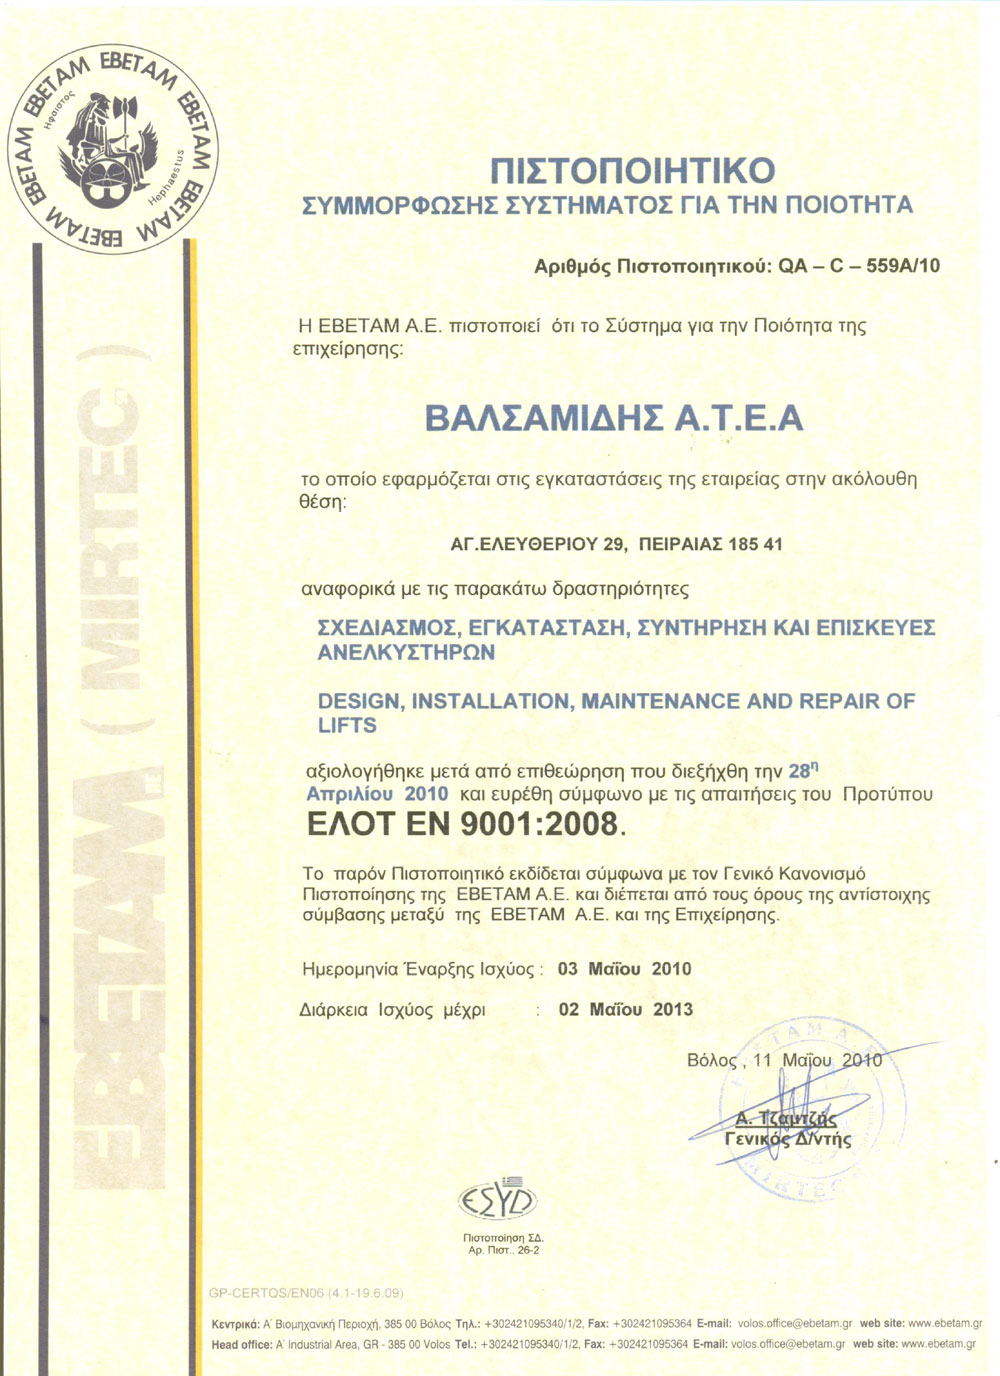 ΕΒΕΤΑΜ ΕΒΕΤΑΜ ΕΒΕΤΑΜ ΕΒΕΤΑΜ ΕΒΕΤΑΜ ΕΒΕΤΑΜ
Ηφαιστος
Hephaestus
ΠΙΣΤΟΠΟΙΗΤΙΚΟ
ΣΥΜΜΟΡΦΩΣΗΣ ΣΥΣΤΗΜΑΤΟΣ ΓΙΑ ΤΗΝ ΠΟΙΟΤΗΤΑ
Αριθμός Πιστοποιητικού: QA – C – 559A/10
Η ΕΒΕΤΑΜ Α.Ε. πιστοποιεί ότι το Σύστημα για την Ποιότητα της
επιχείρησης:
ΒΑΛΣΑΜΙΔΗΣ Α.Τ.Ε.Α
το οποίο εφαρμόζεται στις εγκαταστάσεις της εταιρείας στην ακόλουθη
θέση:
ΑΓ.ΕΛΕΥΘΕΡΙΟΥ 29, ΠΕΙΡΑΙΑΣ 185 41
αναφορικά με τις παρακάτω δραστηριότητες
ΣΧΕΔΙΑΣΜΟΣ, ΕΓΚΑΤΑΣΤΑΣΗ, ΣΥΝΤΗΡΗΣΗ ΚΑΙ ΕΠΙΣΚΕΥΕΣ
ΑΝΕΛΚΥΣΤΗΡΩΝ
DESIGN, INSTALLATION, MAINTENANCE AND REPAIR OF
LIFTS
αξιολογήθηκε μετά από επιθεώρηση που διεξήχθη την 28η
Απριλίου 2010 και ευρέθη σύμφωνο με τις απαιτήσεις του Προτύπου
ΕΛΟΤ ΕΝ 9001:2008.
Το παρόν Πιστοποιητικό εκδίδεται σύμφωνα με τον Γενικό Κανονισμό
Πιστοποίησης της ΕΒΕΤΑΜ Α.Ε. και διέπεται από τους όρους της αντίστοιχης
σύμβασης μεταξύ της ΕΒΕΤΑΜ Α.Ε. και της Επιχείρησης.
Ημερομηνία Έναρξης Ισχύος : 03 Μαΐου 2010
Διάρκεια Ισχύος μέχρι : 02 Μαΐου 2013
Βόλος , 11 Μαΐου 2010
Α. Τζαμτζής
Γενικός Δ/ντής
ΕΒΕΤΑΜ Α.Ε.
MIRTEC
ΕΒΕΤΑΜ Α.Ε ( MIRTEC )
ΕΣΥD
Πιστοποίηση ΣΔ.
Αρ. Πιστ.. 26-2
GP-CERTQS/EN06 (4.1-19.6.09)
Κεντρικά: Α΄ Βιομηχανική Περιοχή, 385 00 Βόλος Τηλ.: +302421095340/1/2, Fax: +302421095364 E-mail: volos.office@ebetam.gr web site: www.ebetam.gr
Head office: Α΄ Industrial Area, GR - 385 00 Volos Tel.: +302421095340/1/2, Fax: +302421095364 E-mail: volos.office@ebetam.gr web site: www.ebetam.gr